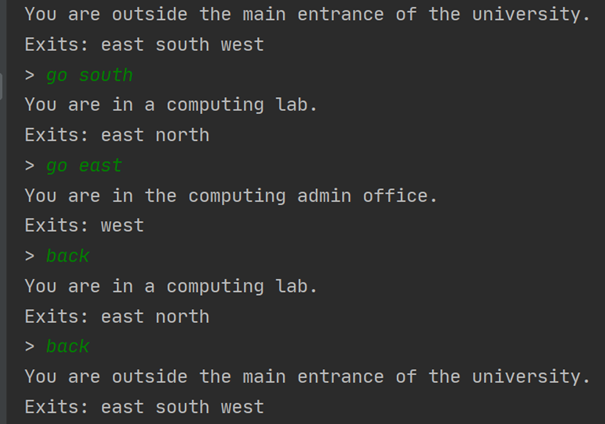 You are outside the main entrance of the university.
Exits: east south west
> go south
You are in a computing lab.
Exits: east north
> go east
You are in the computing admin office.
Exits: west
> back
You are in a computing lab.
Exits: east north
> back
You are outside the main entrance of the university.
Exits: east south west